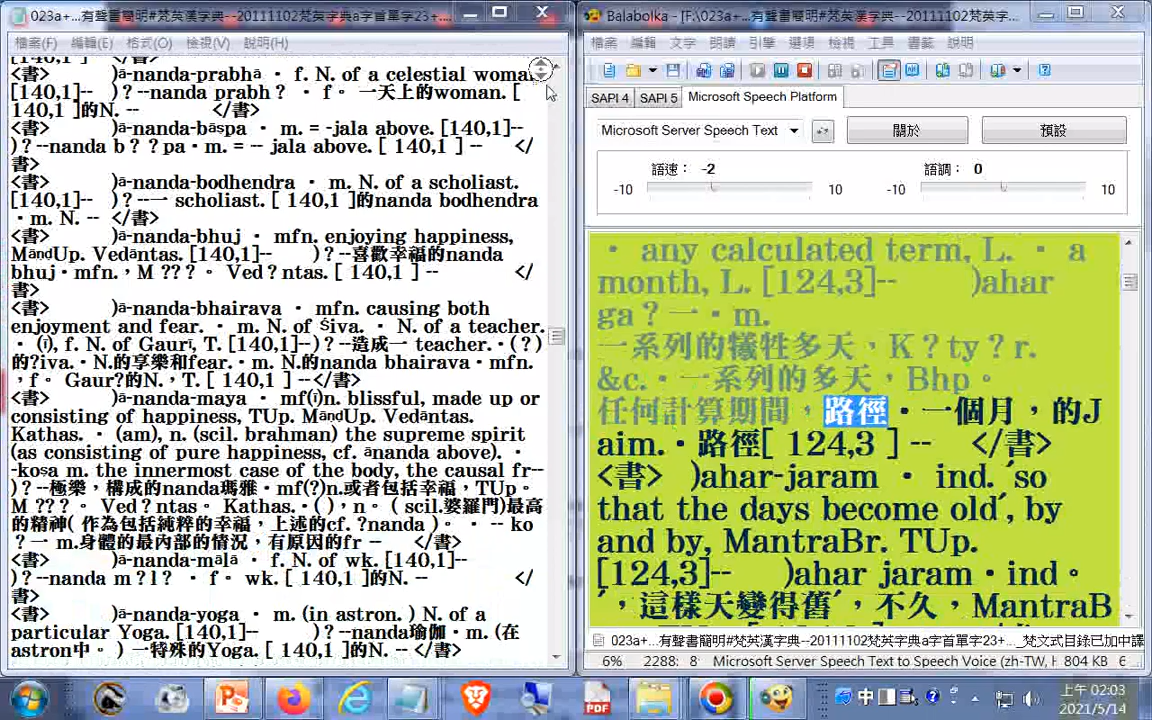 023a+...有聲書簡明#梵英漢字典--20111102梵英字典a字首單字23+...
檔案(F) 編輯(E) 格式(O) 檢視(V) 說明(H)
[140,1]-- )?--nanda
<書> )ā-nanda-prabhā • f. N. of a celestial woman.
[140,1]-- )? --nanda prabh ? • f。 一天上的woman. [
140,1 ]的N. -- </書>
<書> )ā-nanda-bāṣpa • m. = -jala above. [140,1]--
)? --nanda b ? ? pa • m. = -- jala above. [ 140,1 ] -- </
書>
<書> )ā-nanda-bodhendra • m. N. of a scholiast.
[140,1]-- )? --一 scholiast. [ 140,1 ]的nanda bodhendra
• m. N. -- </書>
<書> )ā-nanda-bhuj • mfn. enjoying happiness,
MāṇḍUp. Vedāntas. [140,1]-- )? --喜歡幸福的nanda
bhuj • mfn.，M ??? 。 Ved ? ntas. [ 140,1 ] -- </
書>
<書> )ā-nanda-bhairava • mfn. causing both
enjoyment and fear. • m. N. of Śiva. • N. of a teacher.
• (ī), f. N. of Gaurī, T. [140,1]-- )? --造成一 teacher. • (？)
的?iva. • N.的享樂和fear. • m. N.的nanda bhairava • mfn.
，f。 Gaur?的N.，T. [ 140,1 ] --</書>
<書> )ā-nanda-maya • mf(ī)n. blissful, made up or
consisting of happiness, TUp. MāṇḍUp. Vedāntas.
Kathas. • (am), n. (scil. brahman) the supreme spirit
(as consisting of pure happiness, cf. ānanda above). •
-kośa m. the innermost case of the body, the causal fr--
)? --極樂，構成的nanda瑪雅 • mf(?)n.或者包括幸福，TUp。
M ??? 。 Ved ? ntas. Kathas. • ( )，n。 ( scil.婆羅門)最高
的精神( 作為包括純粹的幸福，上述的cf. ?nanda )。 • -- ko
? 一 m.身體的最內部的情況，有原因的fr -- </書>
<書> )ā-nanda-mālā • f. N. of wk. [140,1]--
)? --nanda m ? l ? • f。 wk. [ 140,1 ]的N. -- </
書>
<書> )ā-nanda-yoga • m. (in astron. ) N. of a
particular Yoga. [140,1]-- )? --nanda瑜伽 • m. (在
astron中。 ) 一特殊的Yoga. [ 140,1 ]的N. -- </書>
Balabolka - [F:\023a+...有聲書簡明#梵英漢字典--20111102梵英字...
檔案 編輯 文字 朗讀 引擎 選項 檢視 工具 書籤 說明
SAPI 4 SAPI 5 Microsoft Speech Platform
Microsoft Server Speech Text 關於 預設
語速： -2 語調： 0
-10 10 -10 10
• any calculated term, L. • a
month, L. [124,3]-- )ahar
ga ? 一 • m.
一系列的犧牲多天，K ? ty ? r.
&c. • 一系列的多天，Bhp。
任何計算期間，路徑 • 一個月，的J
aim. • 路徑[ 124,3 ] -- </書>
<書> )ahar-jaram • ind. ′so
that the days become old′, by
and by, MantraBr. TUp.
[124,3]-- )ahar jaram • ind。
′，這樣天變得舊′，不久，MantraB
023a+...有聲書簡明#梵英漢字典--20111102梵英字典a字首單字23+..._梵文式目錄已加中譯
6% 2288: 8 Microsoft Server Speech Text to Speech Voice (zh-TW, H 804 KB 6
PDF 中 上午 02:03
2021/5/14